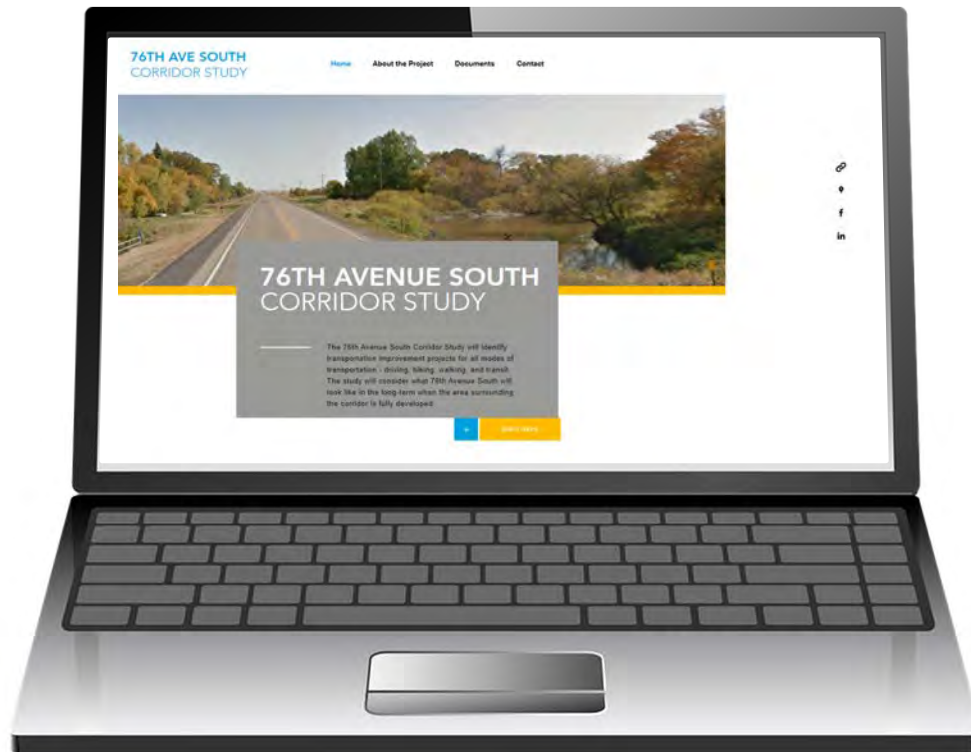 76TH AVE SOUTH
CORRIDOR STUDY
Home About the Project Documents Contact
f
in
76TH AVENUE SOUTH
CORRIDOR STUDY
The 76th Avenue South Corridor Study will identify
transportation improvement projects for all modes of
transportation - driving, biking, walking, and transit.
The study will consider what 76th Avenue South will
look like in the long-term when the area surrounding
the corridor is fully developed.